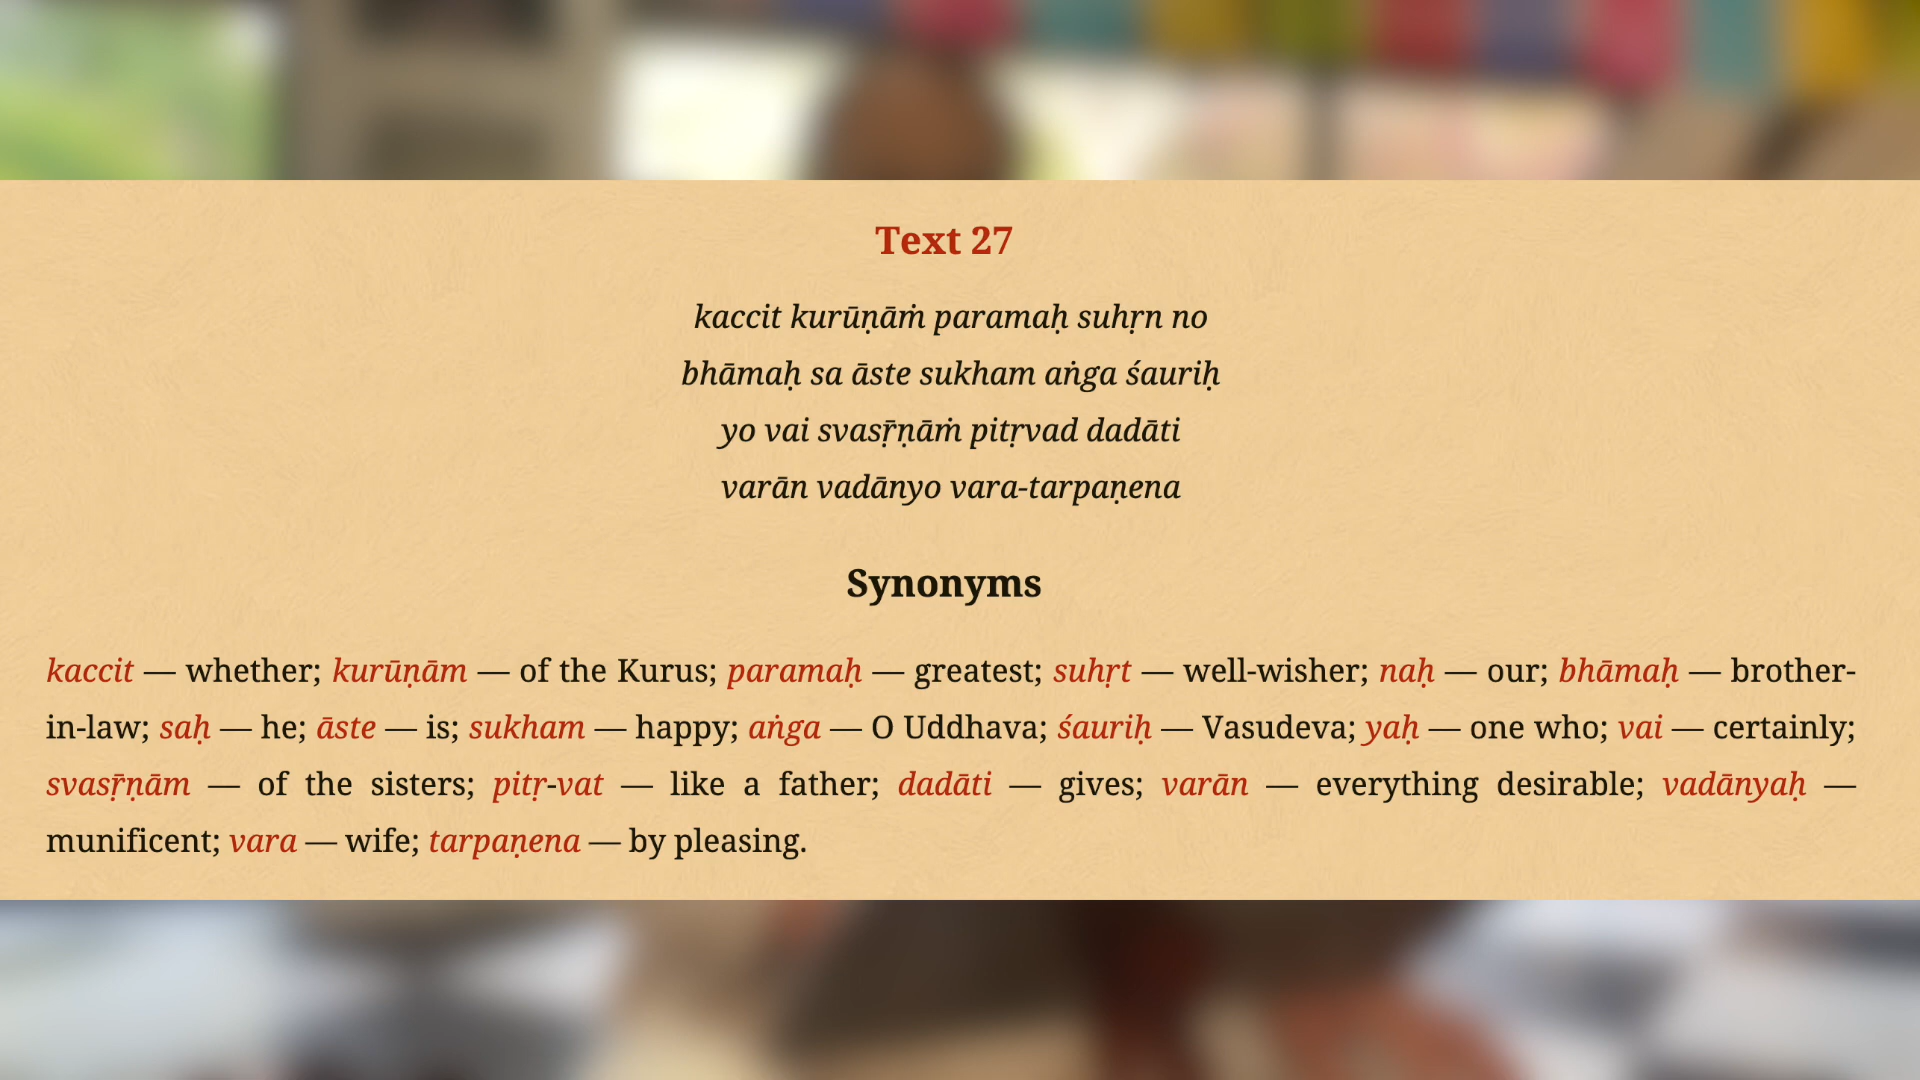 Text 27
kaccit kurūṇāṁ paramaḥ suhṛn no
bhāmaḥ sa āste sukham aṅga śauriḥ
yo vai svasṝṇāṁ pitṛvad dadāti
varān vadānyo vara-tarpaṇena
Synonyms
kaccit — whether; kurūṇām — of the Kurus; paramaḥ — greatest; suhṛt — well-wisher; naḥ — our; bhāmaḥ — brother-
in-law; saḥ — he; āste — is; sukham — happy; aṅga — O Uddhava; śauriḥ — Vasudeva; yaḥ — one who; vai — certainly;
svasṝṇām — of the sisters; pitṛ-vat — like a father; dadāti — gives; varān — everything desirable; vadānyaḥ —
munificent; vara — wife; tarpaṇena — by pleasing.